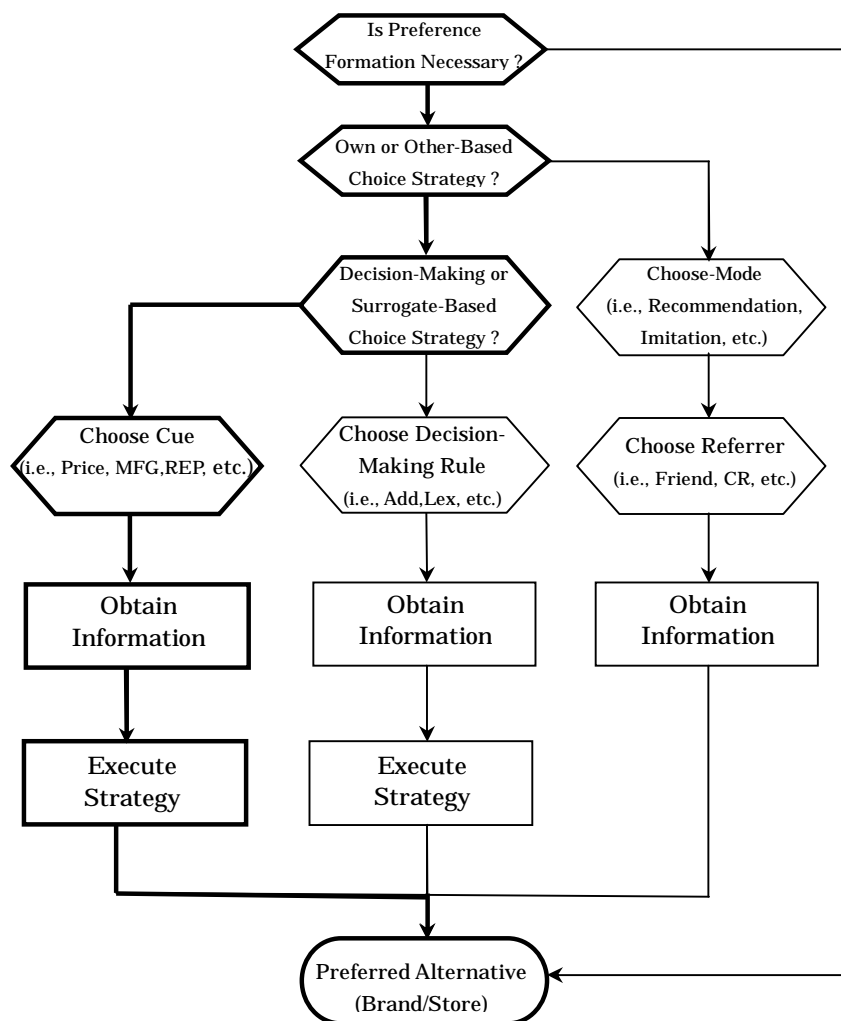 Is Preference
Formation Necessary ?
Own or Other-Based
Choice Strategy ?
Decision-Making or
Surrogate-Based
Choice Strategy ?
Choose-Mode
(i.e., Recommendation,
Imitation, etc.)
Choose Cue
(i.e., Price, MFG,REP, etc.)
Choose Decision-
Making Rule
(i.e., Add,Lex, etc.)
Choose Referrer
(i.e., Friend, CR, etc.)
Obtain
Information
Obtain
Information
Obtain
Information
Execute
Strategy
Execute
Strategy
Preferred Alternative
(Brand/Store)